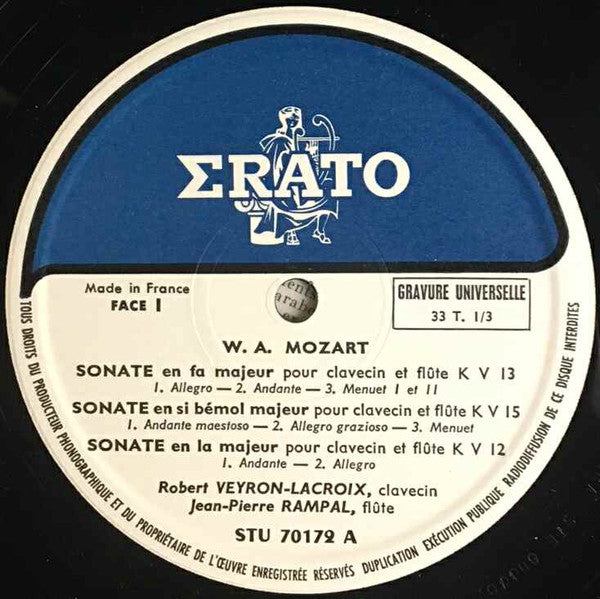 ΣRATO
Made in France
FACE 1
GRAVURE UNIVERSELLE
33 T. 1/3
W. A. MOZART
SONATE en fa majeur pour clavecin et flûte K V 13
1. Allegro — 2. Andante — 3. Menuet I et II
SONATE en si bémol majeur pour clavecin et flûte K V 15
1. Andante maestoso — 2. Allegro grazioso — 3. Menuet
SONATE en la majeur pour clavecin et flûte K V 12
1. Andante — 2. Allegro
Robert VEYRON-LACROIX, clavecin
Jean-Pierre RAMPAL, flûte
STU 70172 A
TOUS DROITS DU PRODUCTEUR PHONOGRAPHIQUE ET DU PROPRIÉTAIRE DE L'ŒUVRE ENREGISTRÉE RÉSERVÉS DUPLICATION EXÉCUTION PUBLIQUE RADIODIFFUSION DE CE DISQUE INTERDITES